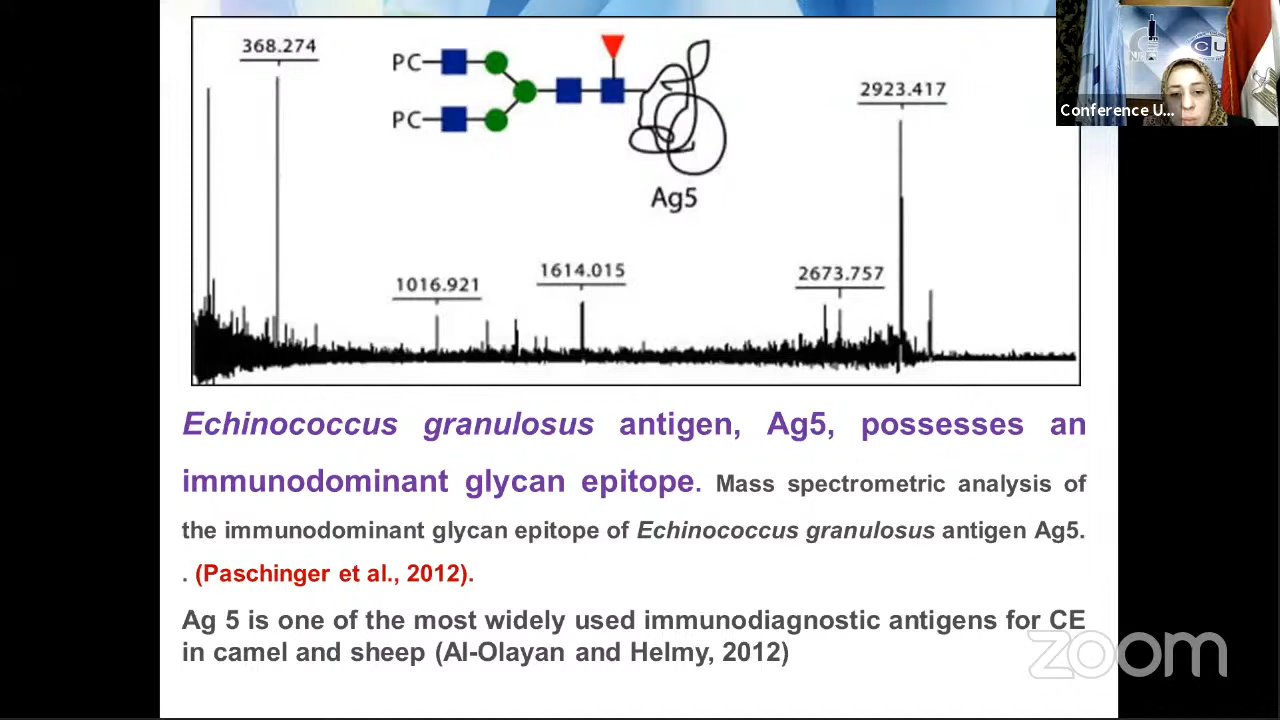 368.274
PC
PC
Ag5
2923.417
CU
Conference U...
1016.921
1614.015
2673.757
Echinococcus granulosus antigen, Ag5, possesses an
immunodominant glycan epitope. Mass spectrometric analysis of
the immunodominant glycan epitope of Echinococcus granulosus antigen Ag5.
. (Paschinger et al., 2012).
Ag 5 is one of the most widely used immunodiagnostic antigens for CE
in camel and sheep (Al-Olayan and Helmy, 2012)
zoom